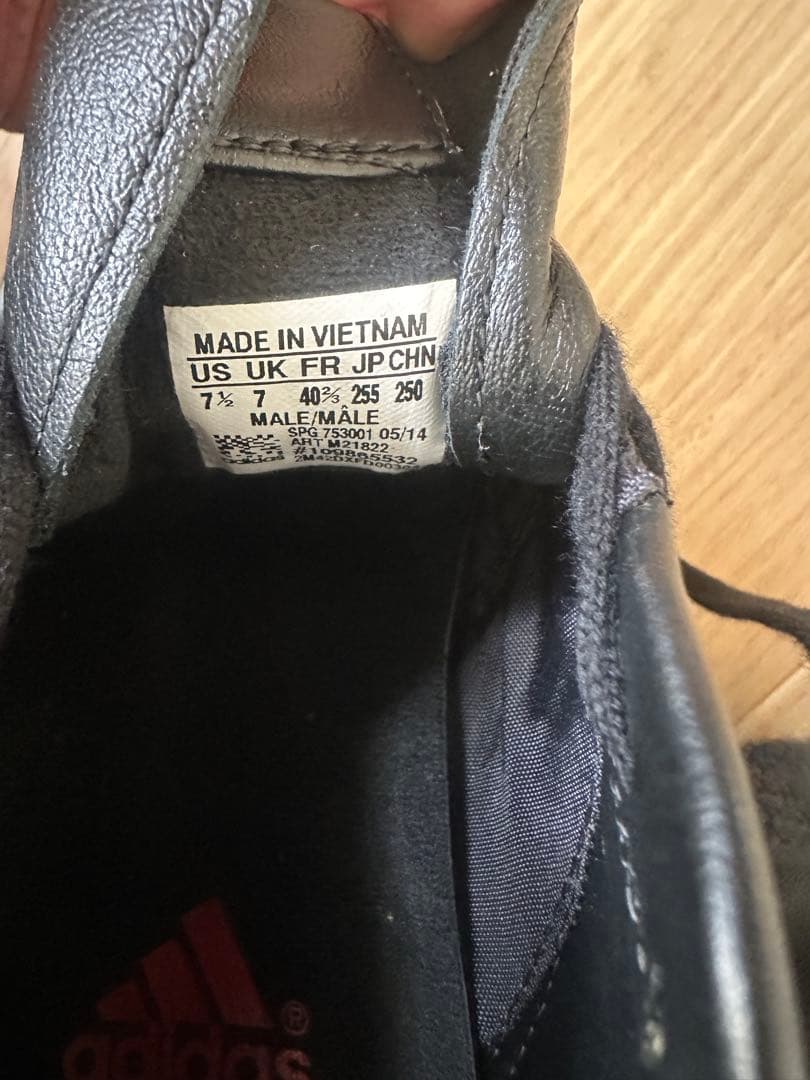 MADE IN VIETNAM
US UK FR JP CHN
7½ 7 40⅔ 255 250
MALE/MÂLE
SPG 753001 05/14
ART M21822
adidas
adidas®